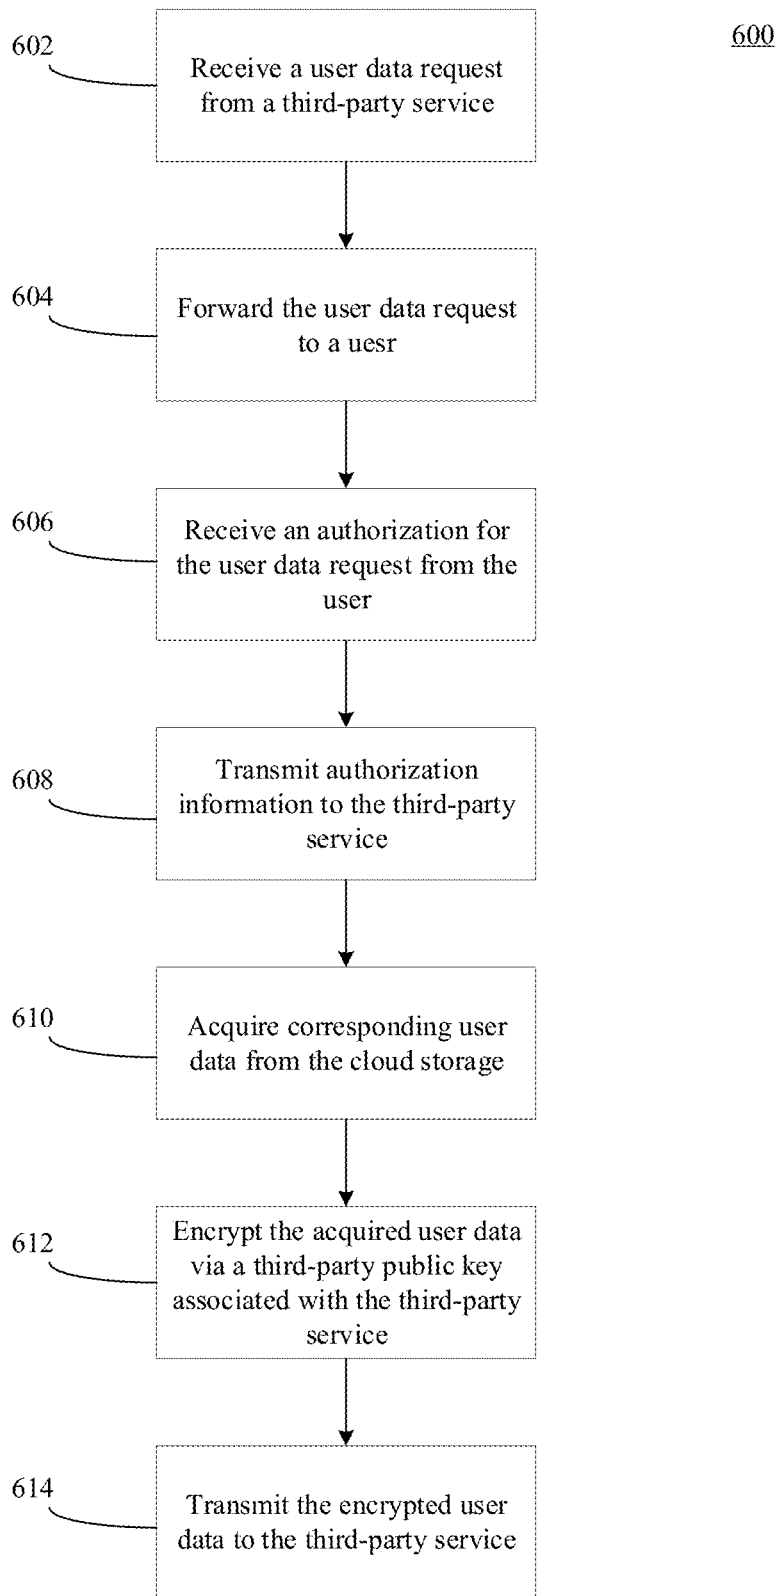 600
602
Receive a user data request
from a third-party service
604
Forward the user data request
to a uesr
606
Receive an authorization for
the user data request from the
user
608
Transmit authorization
information to the third-party
service
610
Acquire corresponding user
data from the cloud storage
612
Encrypt the acquired user data
via a third-party public key
associated with the third-party
service
614
Transmit the encrypted user
data to the third-party service